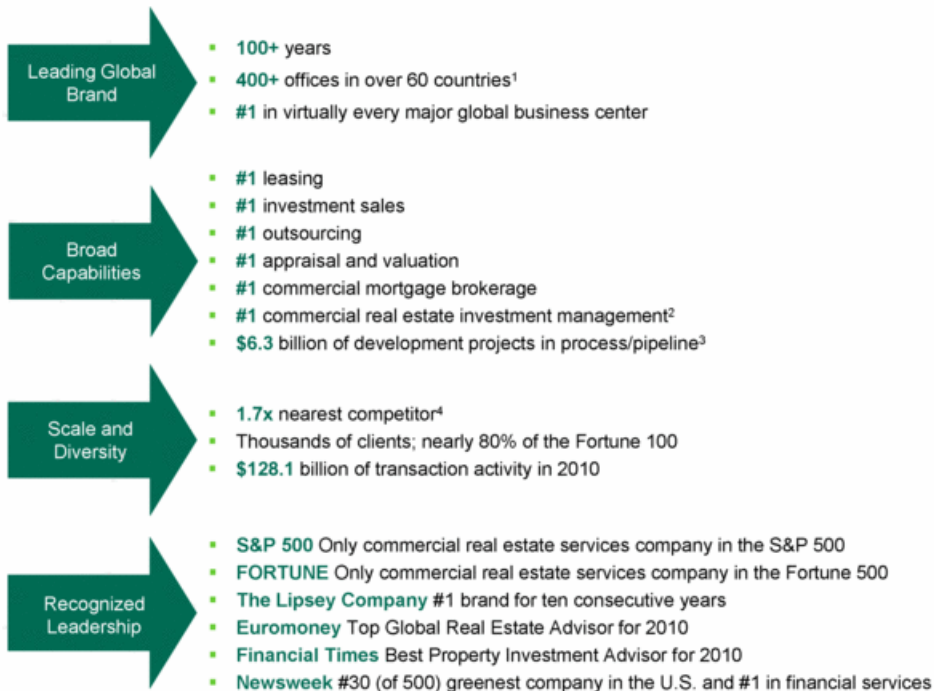 Leading Global
Brand
100+ years
400+ offices in over 60 countries¹
#1 in virtually every major global business center
Broad
Capabilities
#1 leasing
#1 investment sales
#1 outsourcing
#1 appraisal and valuation
#1 commercial mortgage brokerage
#1 commercial real estate investment management²
$6.3 billion of development projects in process/pipeline³
Scale and
Diversity
1.7x nearest competitor⁴
Thousands of clients; nearly 80% of the Fortune 100
$128.1 billion of transaction activity in 2010
Recognized
Leadership
S&P 500 Only commercial real estate services company in the S&P 500
FORTUNE Only commercial real estate services company in the Fortune 500
The Lipsey Company #1 brand for ten consecutive years
Euromoney Top Global Real Estate Advisor for 2010
Financial Times Best Property Investment Advisor for 2010
Newsweek #30 (of 500) greenest company in the U.S. and #1 in financial services